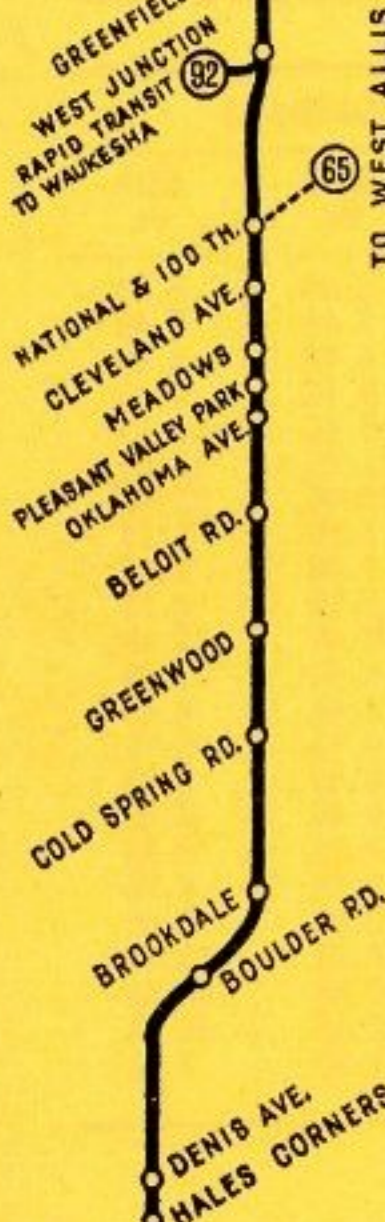 GREENFIELD
WEST JUNCTION
RAPID TRANSIT
TO WAUKESHA
92
65
TO WEST ALLIS
NATIONAL & 100 TH.
CLEVELAND AVE.
MEADOWS
PLEASANT VALLEY PARK
OKLAHOMA AVE.
BELOIT RD.
GREENWOOD
COLD SPRING RD.
BROOKDALE
BOULDER RD.
DENIS AVE.
HALES CORNERS